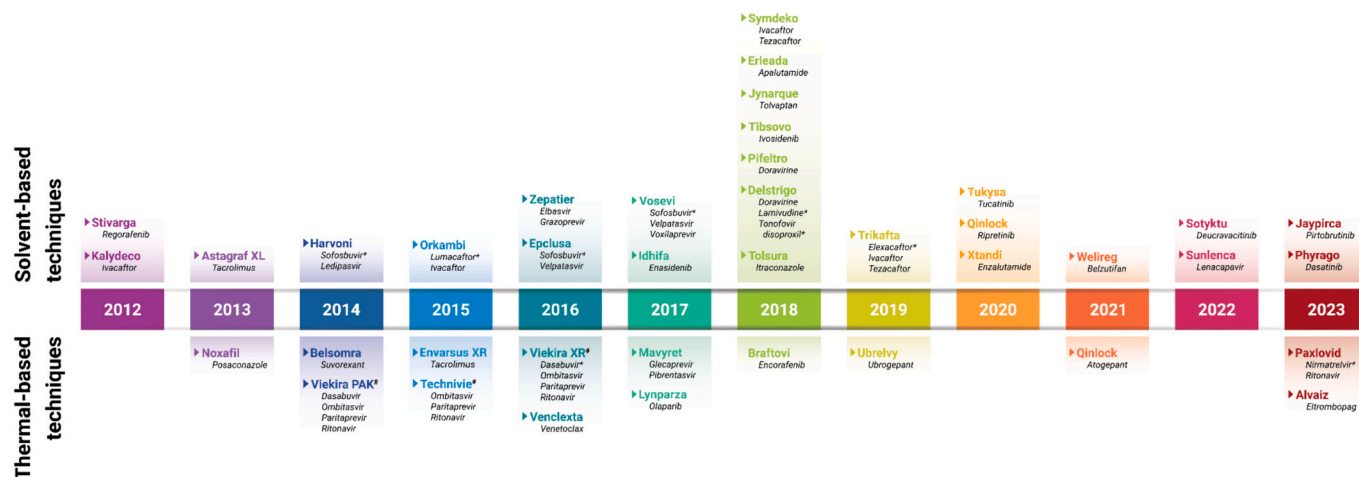 Solvent-based
techniques
Stivarga
Regorafenib
Kalydeco
Ivacaftor
Astagraf XL
Tacrolimus
Harvoni
Sofosbuvir*
Ledipasvir
Orkambi
Lumacaftor*
Ivacaftor
Zepatier
Elbasvir
Grazoprevir
Epclusa
Sofosbuvir*
Velpatasvir
Vosevi
Sofosbuvir*
Velpatasvir
Voxilaprevir
Idhifa
Enasidenib
Symdeko
Ivacaftor
Tezacaftor
Erleada
Apalutamide
Jynarque
Tolvaptan
Tibsovo
Ivosidenib
Pifeltro
Doravirine
Delstrigo
Doravirine
Lamivudine*
Tonofovir
disoproxil*
Tolsura
Itraconazole
Trikafta
Elexacaftor*
Ivacaftor
Tezacaftor
Tukysa
Tucatinib
Qinlock
Ripretinib
Xtandi
Enzalutamide
Welireg
Belzutifan
Sotyktu
Deucravacitinib
Sunlenca
Lenacapavir
Jaypirca
Pirtobrutinib
Phyrago
Dasatinib
2012 2013 2014 2015 2016 2017 2018 2019 2020 2021 2022 2023
Thermal-based
techniques
Noxafil
Posaconazole
Belsomra
Suvorexant
Viekira PAK#
Dasabuvir
Ombitasvir
Paritaprevir
Ritonavir
Envarsus XR
Tacrolimus
Technivie#
Ombitasvir
Paritaprevir
Ritonavir
Viekira XR#
Dasabuvir*
Ombitasvir
Paritaprevir
Ritonavir
Venclexta
Venetoclax
Mavyret
Glecaprevir
Pibrentasvir
Lynparza
Olaparib
Braftovi
Encorafenib
Ubrelvy
Ubrogepant
Qinlock
Atogepant
Paxlovid
Nirmatrelvir*
Ritonavir
Alvaiz
Eltrombopag